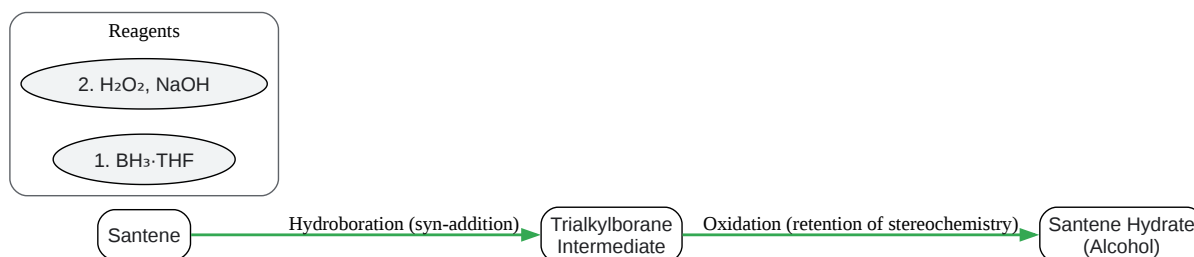 Reagents
2. H₂O₂, NaOH
1. BH₃·THF
Santene
Hydroboration (syn-addition)
Trialkylborane
Intermediate
Oxidation (retention of stereochemistry)
Santene Hydrate
(Alcohol)